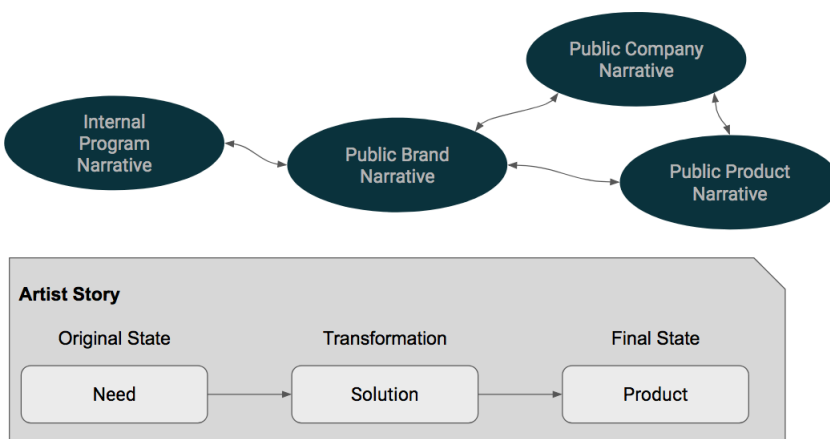 Public Company
Narrative
Internal
Program
Narrative
Public Brand
Narrative
Public Product
Narrative
Artist Story
Original State
Transformation
Final State
Need
Solution
Product